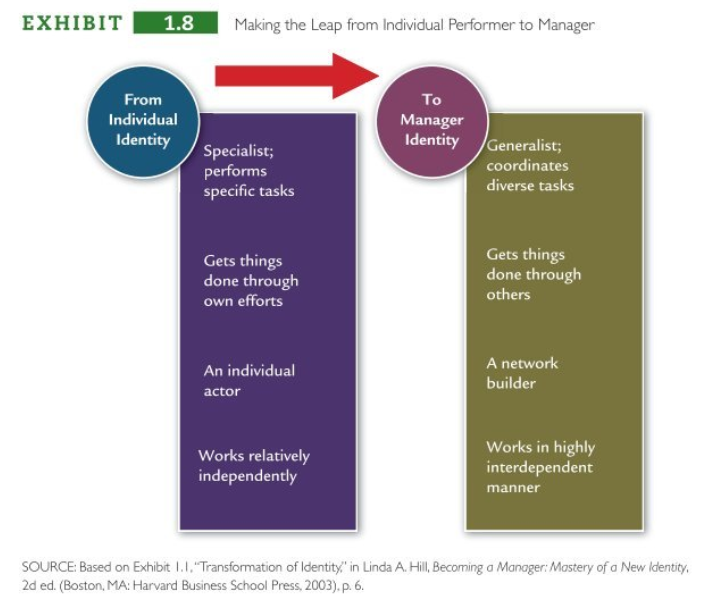 EXHIBIT 1.8 Making the Leap from Individual Performer to Manager
From
Individual
Identity
To
Manager
Identity
Specialist;
performs
specific tasks
Generalist;
coordinates
diverse tasks
Gets things
done through
own efforts
Gets things
done through
others
An individual
actor
A network
builder
Works relatively
independently
Works in highly
interdependent
manner
SOURCE: Based on Exhibit 1.1, “Transformation of Identity,” in Linda A. Hill, Becoming a Manager: Mastery of a New Identity,
2d ed. (Boston, MA: Harvard Business School Press, 2003), p. 6.